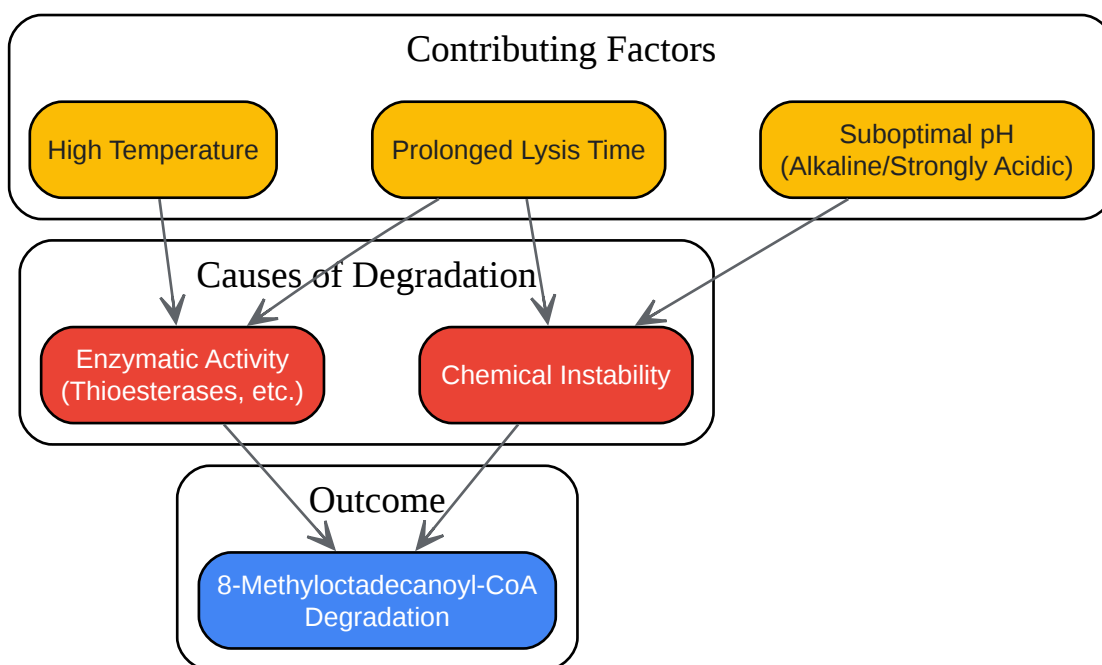 Contributing Factors
High Temperature
Prolonged Lysis Time
Suboptimal pH
(Alkaline/Strongly Acidic)
Causes of Degradation
Enzymatic Activity
(Thioesterases, etc.)
Chemical Instability
Outcome
8-Methyloctadecanoyl-CoA
Degradation